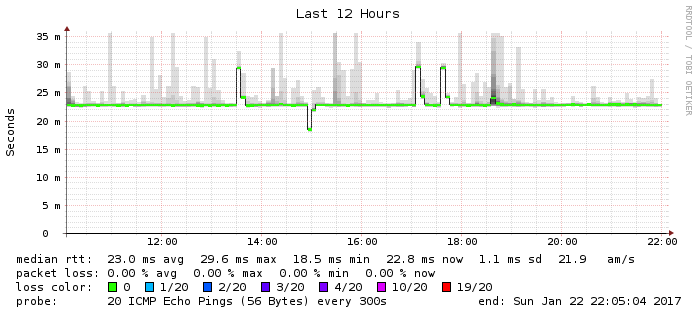 Last 12 Hours
RRDTOOL / TOBI OETIKER
Seconds
35 m
30 m
25 m
20 m
15 m
10 m
5 m
0
12:00 14:00 16:00 18:00 20:00 22:00
median rtt: 23.0 ms avg 29.6 ms max 18.5 ms min 22.8 ms now 1.1 ms sd 21.9 am/s
packet loss: 0.00 % avg 0.00 % max 0.00 % min 0.00 % now
loss color: 0 1/20 2/20 3/20 4/20 10/20 19/20
probe: 20 ICMP Echo Pings (56 Bytes) every 300s end: Sun Jan 22 22:05:04 2017